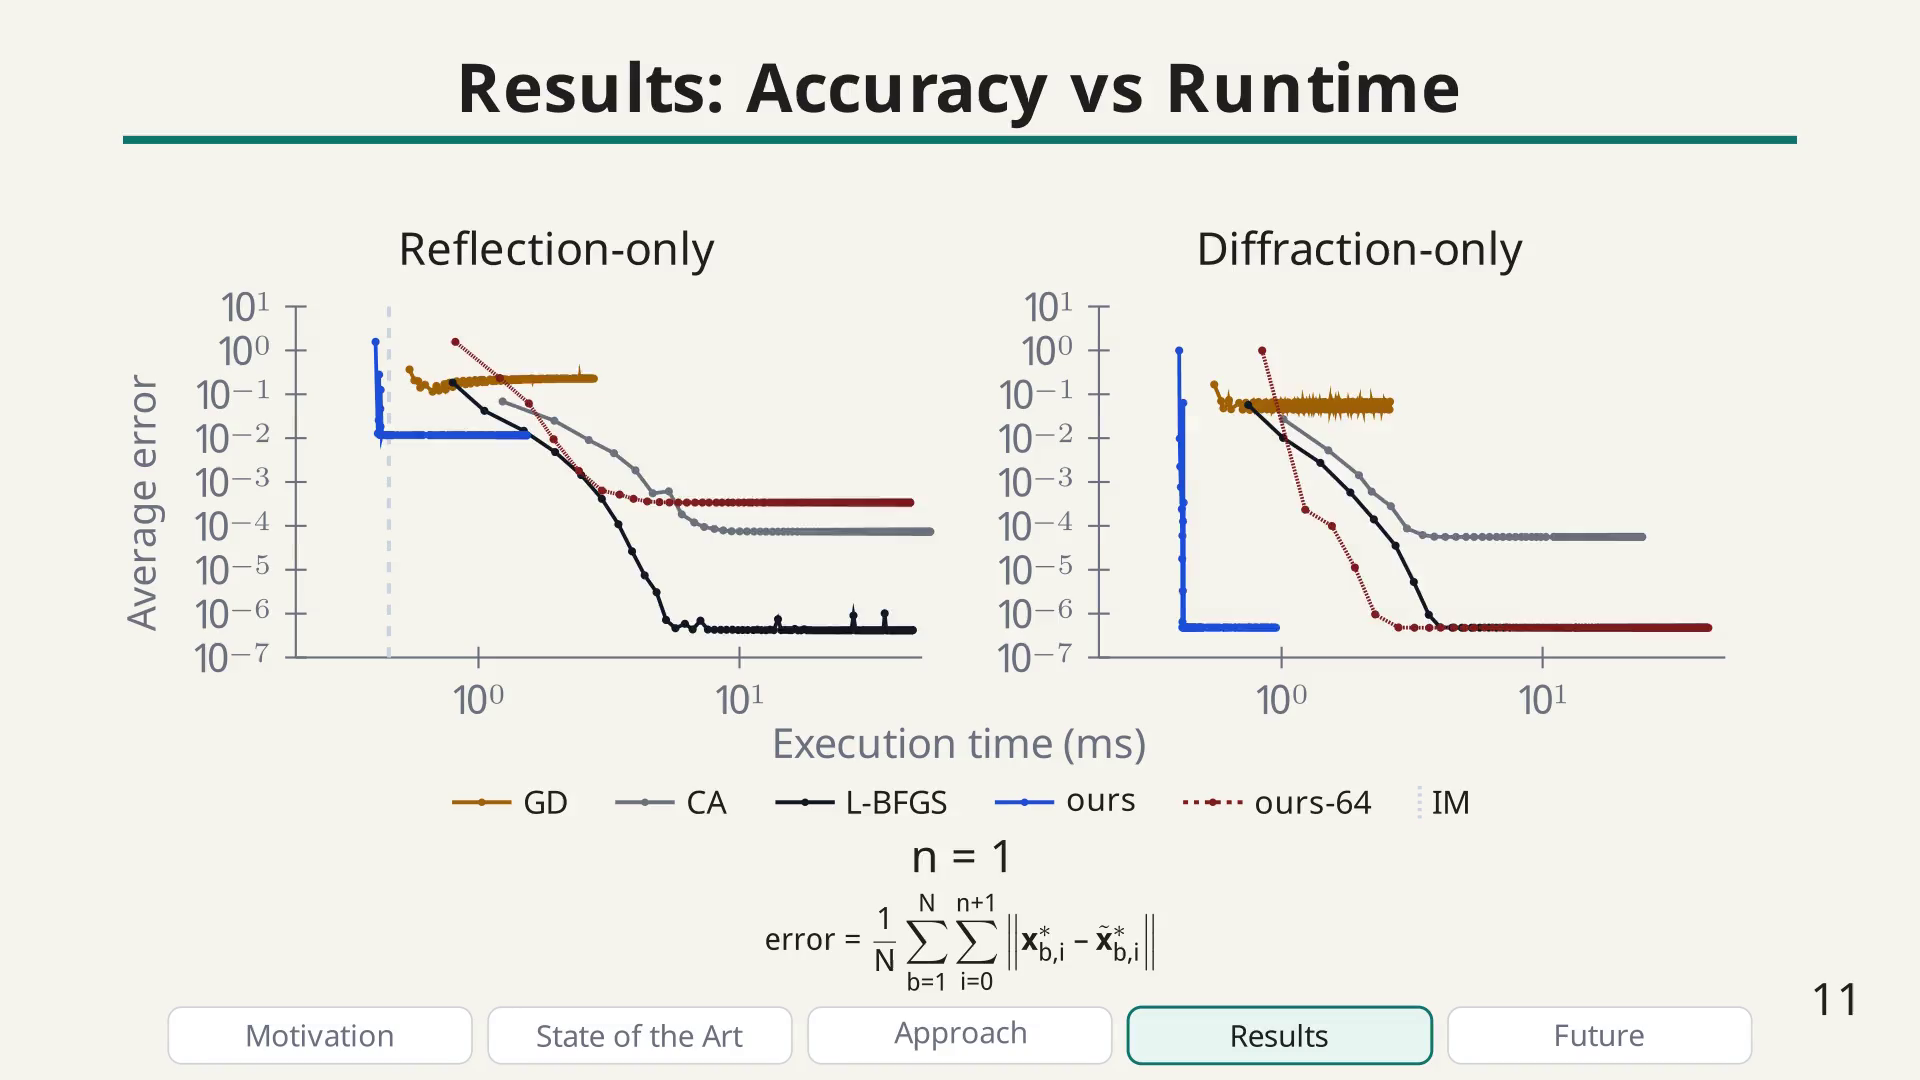 Results: Accuracy vs Runtime
Reflection-only
Diffraction-only
Average error
10¹
10⁰
10⁻¹
10⁻²
10⁻³
10⁻⁴
10⁻⁵
10⁻⁶
10⁻⁷
10⁰ 10¹
10¹
10⁰
10⁻¹
10⁻²
10⁻³
10⁻⁴
10⁻⁵
10⁻⁶
10⁻⁷
10⁰ 10¹
Execution time (ms)
GD CA L-BFGS ours ours-64 IM
n = 1
error = 1/N ∑_{b=1}^{N} ∑_{i=0}^{n+1} ‖x*_{b,i} – x̃*_{b,i}‖
11
Motivation State of the Art Approach Results Future